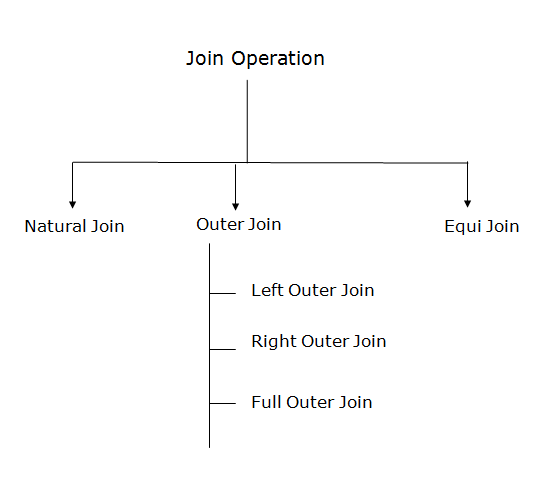 Join Operation
Natural Join
Outer Join
Equi Join
Left Outer Join
Right Outer Join
Full Outer Join